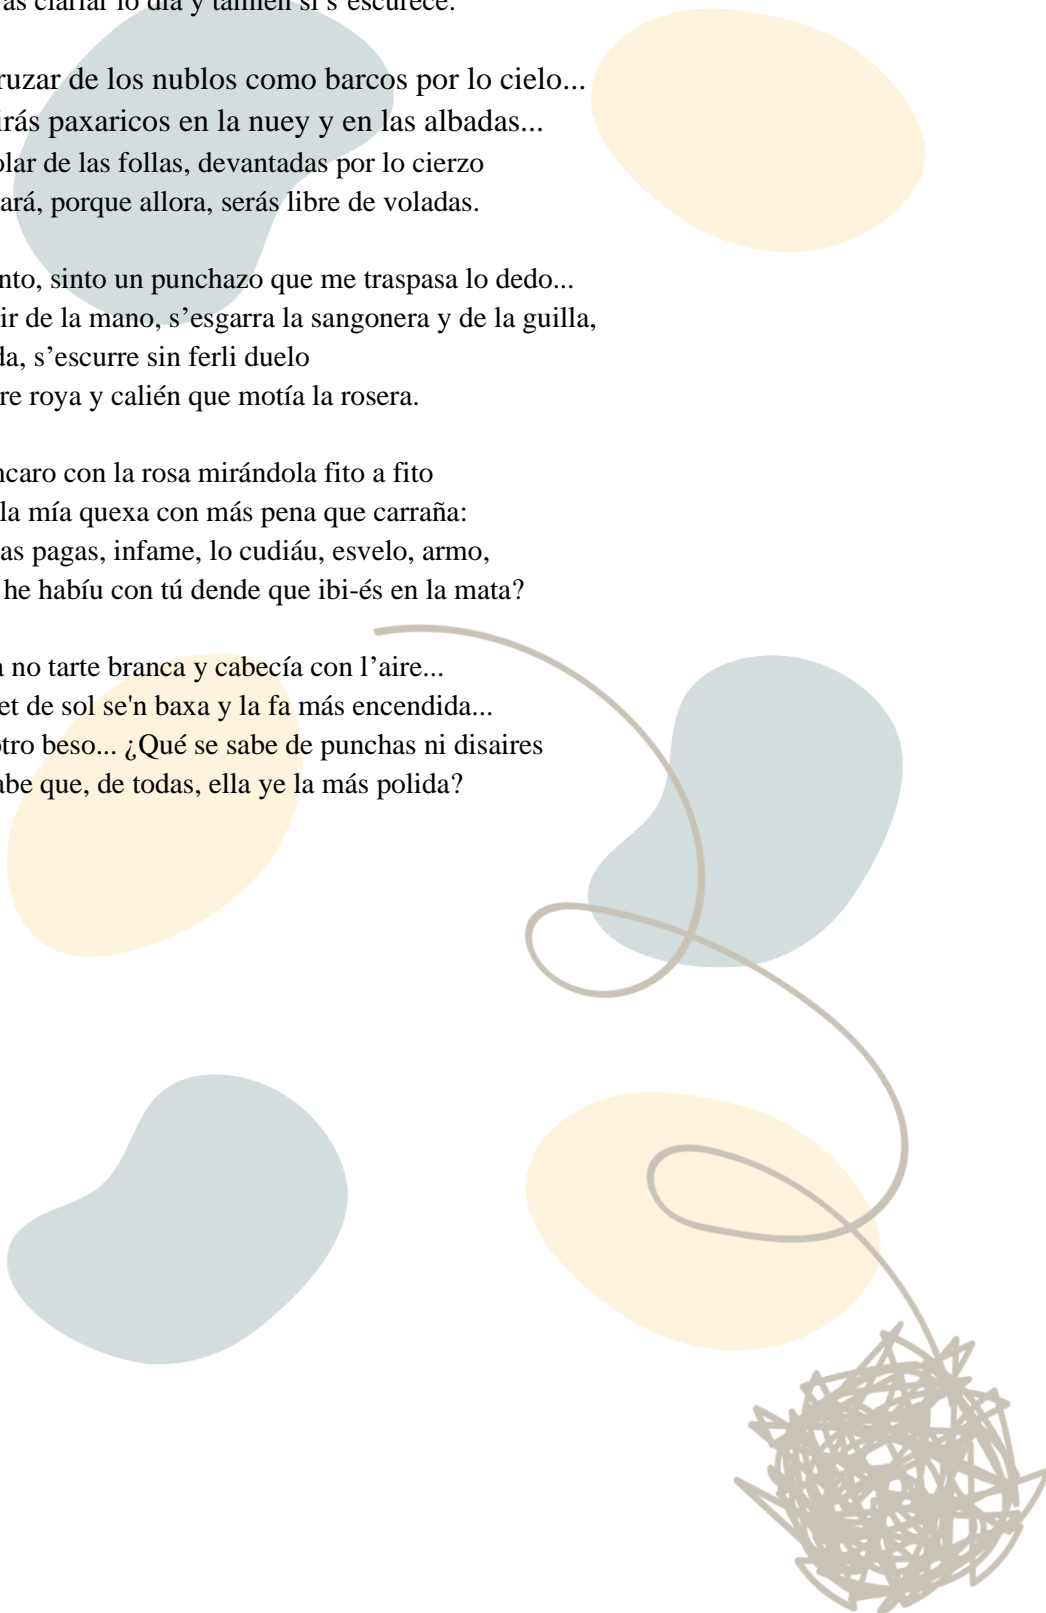 clariar lo día y tamién si s’escurece.
ruzar de los nublos como barcos por lo cielo...
irás paxaricos en la nuey y en las albadas...
olar de las follas, devantadas por lo cierzo
ará, porque allora, serás libre de voladas.
nto, sinto un punchazo que me traspasa lo dedo...
ir de la mano, s’esgarra la sangonera y de la guilla,
da, s’escurre sin ferli duelo
re roya y calién que motía la rosera.
ncaro con la rosa mirándola fito a fito
la mía quexa con más pena que carraña:
as pagas, infame, lo cudiáu, esvelo, armo,
he habíu con tú dende que ibi-és en la mata?
a no tarte branca y cabecía con l’aire...
et de sol se'n baxa y la fa más encendida...
otro beso... ¿Qué se sabe de punchas ni disaires
abe que, de todas, ella ye la más polida?